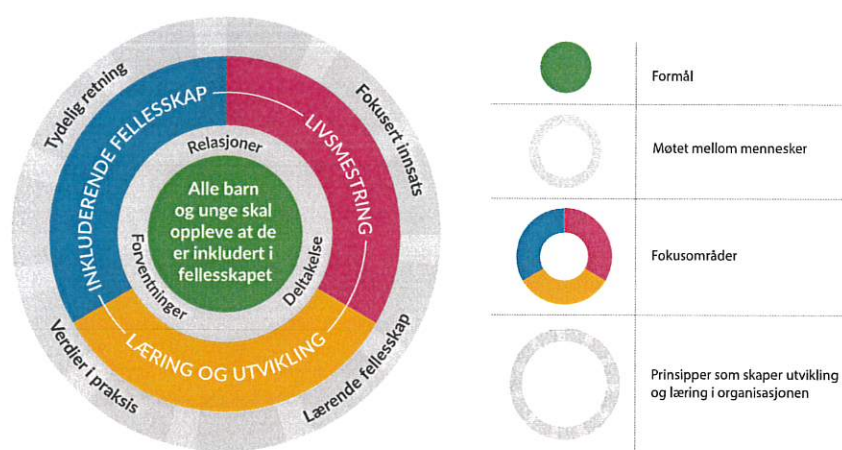 Tydelig retning
Fokusert innsats
Verdier i praksis
Lærende fellesskap
INKLUDERENDE FELLESSKAP
LIVSMESTRING
LÆRING OG UTVIKLING
Relasjoner
Forventninger
Deltakelse
Alle barn
og unge skal
oppleve at de
er inkludert i
fellesskapet
Formål
Møtet mellom mennesker
Fokusområder
Prinsipper som skaper utvikling
og læring i organisasjonen